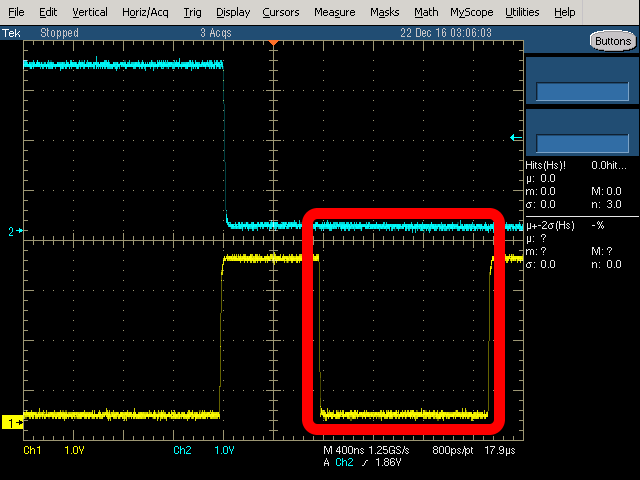 File Edit Vertical Horiz/Acq Trig Display Cursors Measure Masks Math MyScope Utilities Help
Tek Stopped 3 Acqs 22 Dec 16 03:06:03
Buttons
Hits(Hs)! 0.0hit...
µ: 0.0
m: 0.0 M: 0.0
σ: 0.0 n: 3.0
µ+-2σ(Hs) -%
µ: ?
m: ? M: ?
σ: 0.0 n: 0.0
2
1
Ch1 1.0V Ch2 1.0V M 400ns 1.25GS/s 800ps/pt 17.9µs
A Ch2 ∕ 1.86V